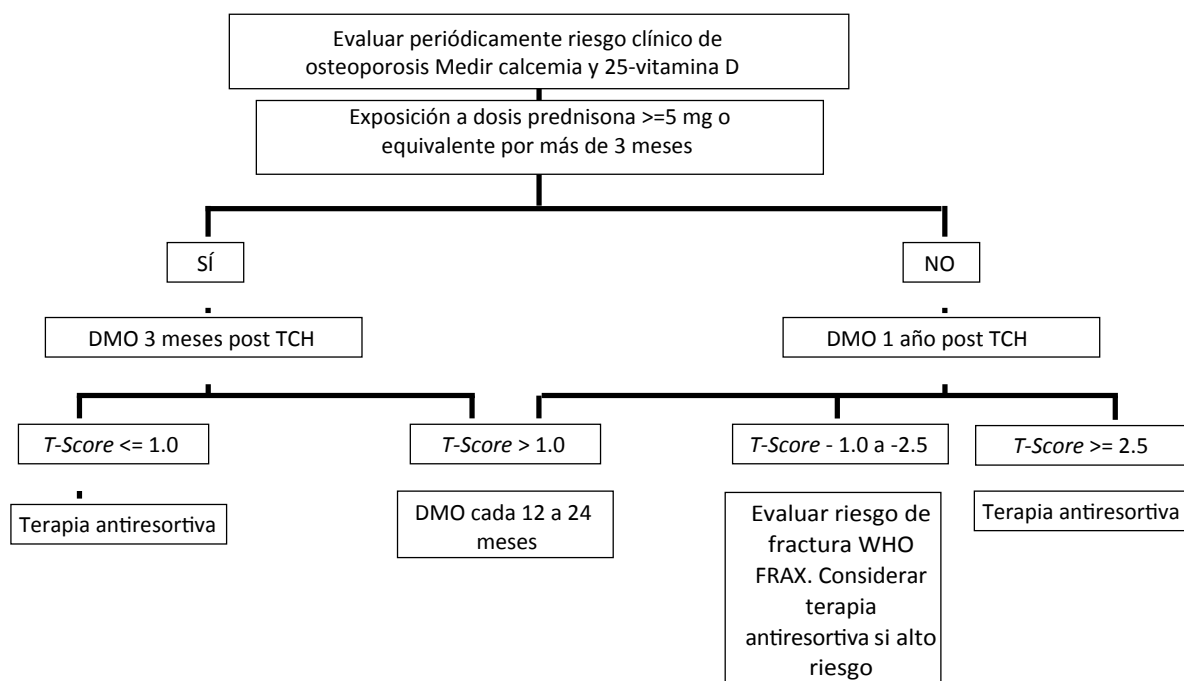 Evaluar periódicamente riesgo clínico de
osteoporosis Medir calcemia y 25-vitamina D
Exposición a dosis prednisona >=5 mg o
equivalente por más de 3 meses
SÍ
NO
DMO 3 meses post TCH
DMO 1 año post TCH
T-Score <= 1.0
T-Score > 1.0
T-Score - 1.0 a -2.5
T-Score >= 2.5
Terapia antiresortiva
DMO cada 12 a 24
meses
Evaluar riesgo de
fractura WHO
FRAX. Considerar
terapia
antiresortiva si alto
riesgo
Terapia antiresortiva